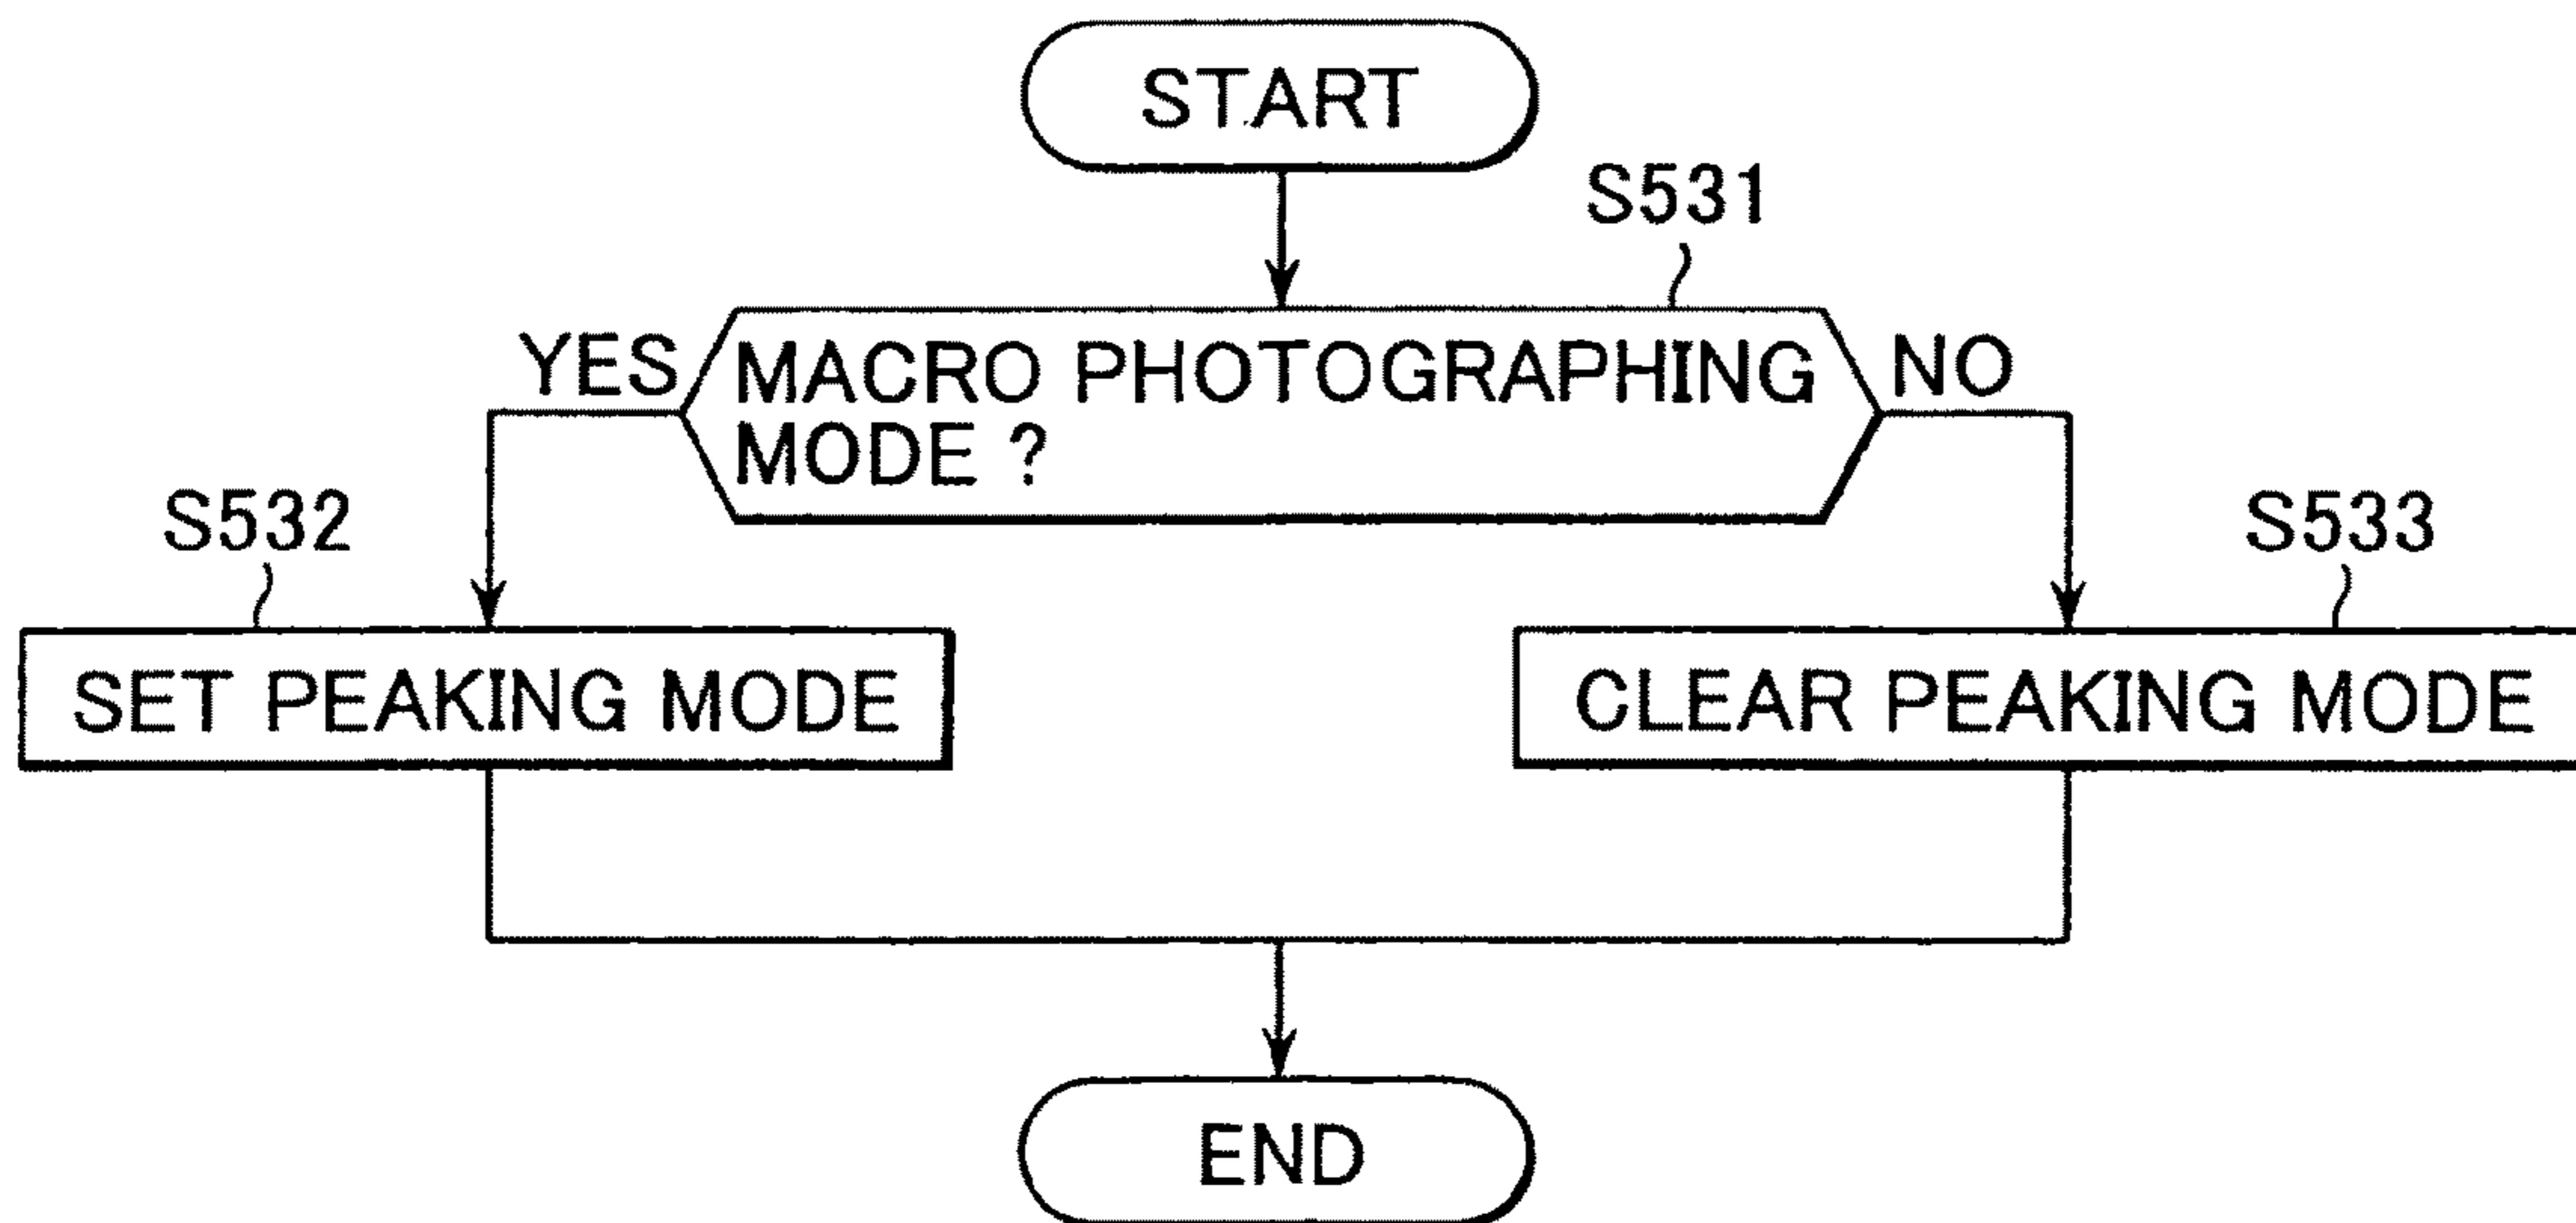 START
S531
YES
MACRO PHOTOGRAPHING
MODE ?
NO
S532
S533
SET PEAKING MODE
CLEAR PEAKING MODE
END